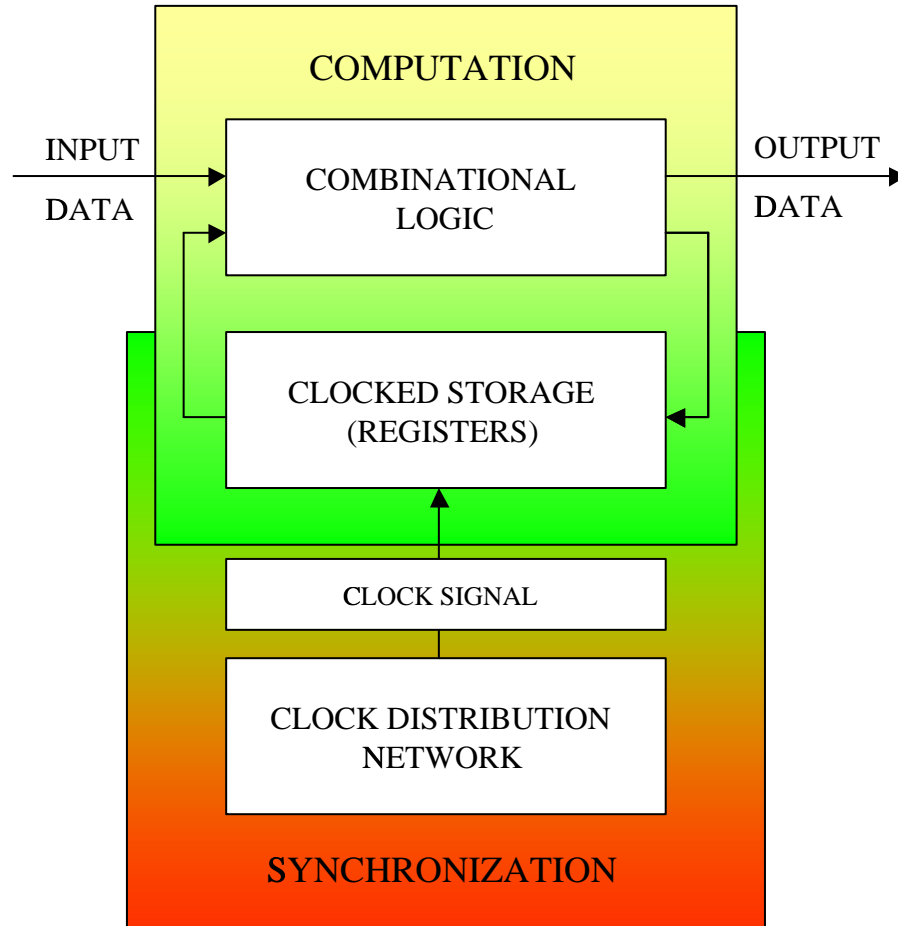 COMPUTATION
INPUT
DATA
COMBINATIONAL
LOGIC
OUTPUT
DATA
CLOCKED STORAGE
(REGISTERS)
CLOCK SIGNAL
CLOCK DISTRIBUTION
NETWORK
SYNCHRONIZATION